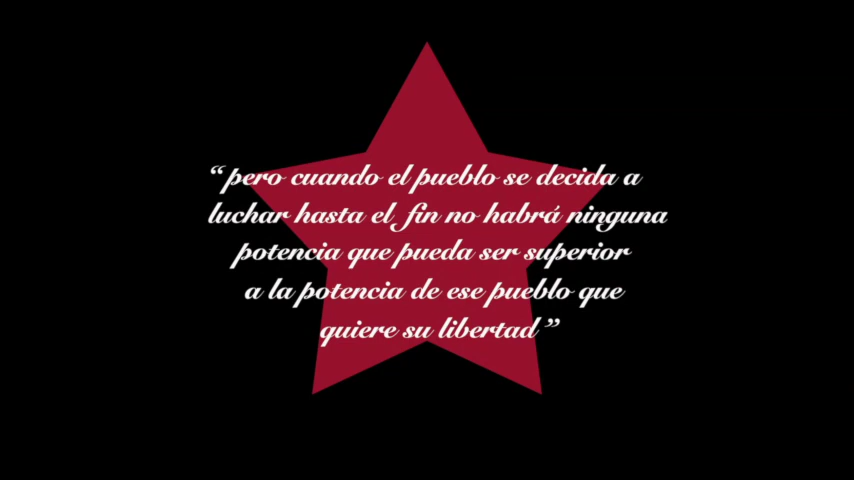 “pero cuando el pueblo se decida a
luchar hasta el fin no habrá ninguna
potencia que pueda ser superior
a la potencia de ese pueblo que
quiere su libertad”